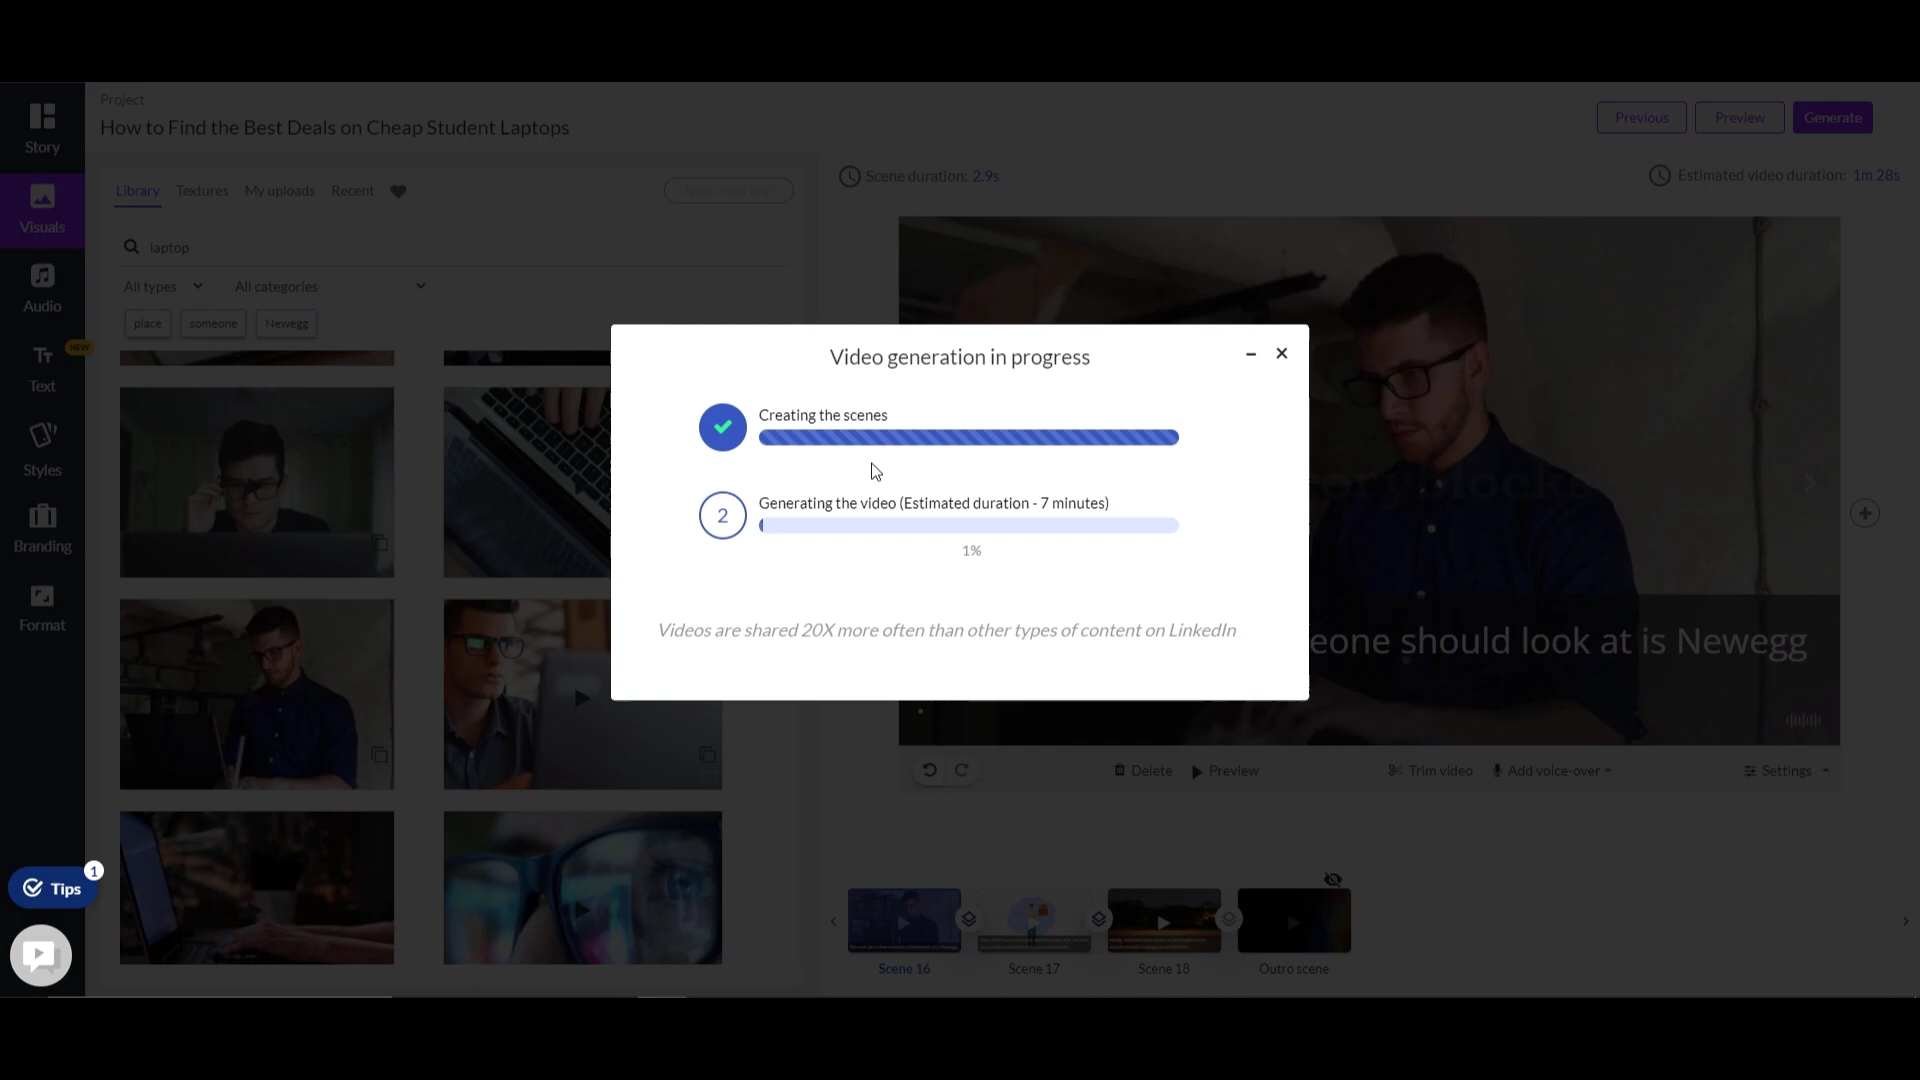 Project
How to Find the Best Deals on Cheap Student Laptops
Previous
Preview
Generate
Story
Visuals
Audio
NEW
Text
Styles
Branding
Format
Tips
1
Library
Textures
My uploads
Recent
laptop
All types
All categories
place
someone
Newegg
Scene duration: 2.9s
Estimated video duration: 1m 28s
Video generation in progress
Creating the scenes
2
Generating the video (Estimated duration - 7 minutes)
1%
Videos are shared 20X more often than other types of content on LinkedIn
eone should look at is Newegg
Delete
Preview
Trim video
Add voice-over
Settings
Scene 16
Scene 17
Scene 18
Outro scene